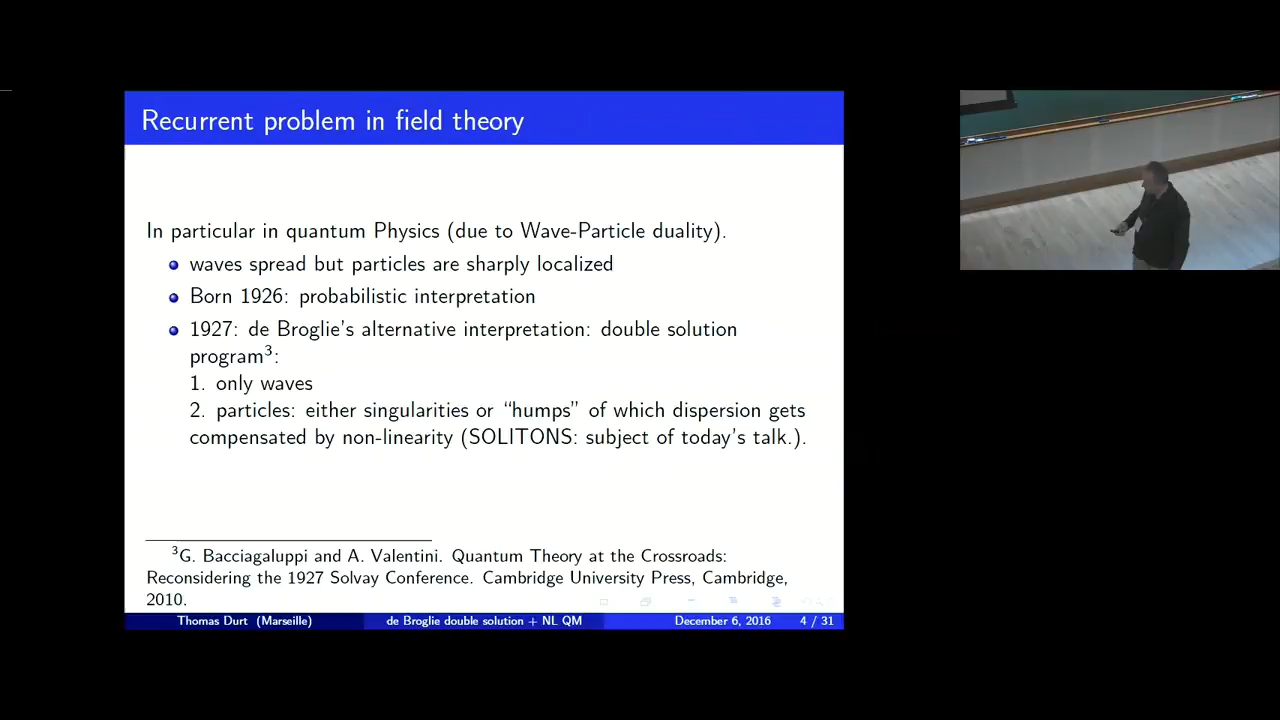 Recurrent problem in field theory
In particular in quantum Physics (due to Wave-Particle duality).
waves spread but particles are sharply localized
Born 1926: probabilistic interpretation
1927: de Broglie's alternative interpretation: double solution
program³:
1. only waves
2. particles: either singularities or “humps” of which dispersion gets
compensated by non-linearity (SOLITONS: subject of today's talk.).
³G. Bacciagaluppi and A. Valentini. Quantum Theory at the Crossroads:
Reconsidering the 1927 Solvay Conference. Cambridge University Press, Cambridge,
2010.
Thomas Durt (Marseille) de Broglie double solution + NL QM December 6, 2016 4 / 31